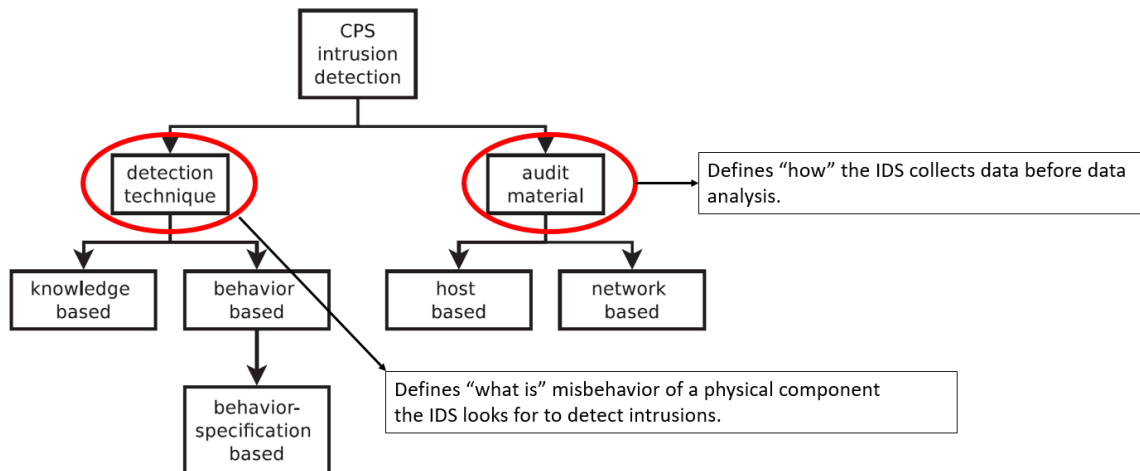 CPS
intrusion
detection
detection
technique
audit
material
Defines “how” the IDS collects data before data
analysis.
knowledge
based
behavior
based
host
based
network
based
Defines “what is” misbehavior of a physical component
the IDS looks for to detect intrusions.
behavior-
specification
based